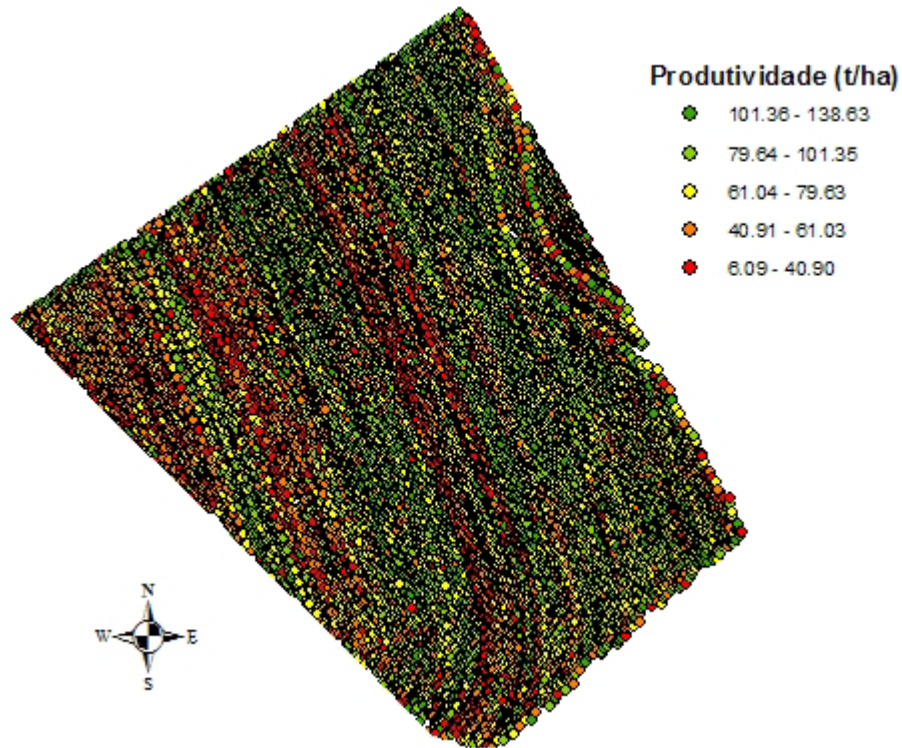 Produtividade (t/ha)
101.36 - 138.63
79.64 - 101.35
61.04 - 79.63
40.91 - 61.03
6.09 - 40.90
N
W E
S